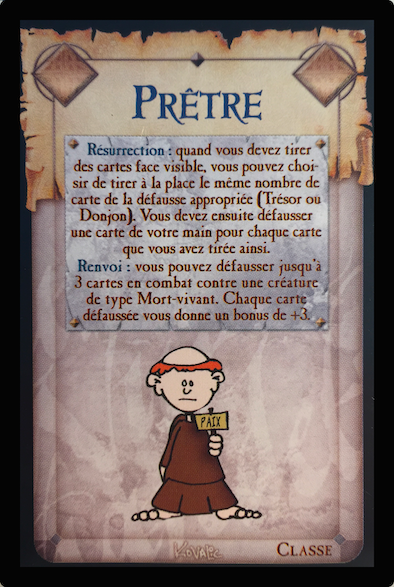 PRÊTRE
Résurrection : quand vous devez tirer
des cartes face visible, vous pouvez choi-
sir de tirer à la place le même nombre de
carte de la défausse appropriée (Trésor ou
Donjon). Vous devez ensuite défausser
une carte de votre main pour chaque carte
que vous avez tirée ainsi.
Renvoi : vous pouvez défausser jusqu'à
3 cartes en combat contre une créature
de type Mort-vivant. Chaque carte
défaussée vous donne un bonus de +3.
PAIX
KOVALIC
CLASSE